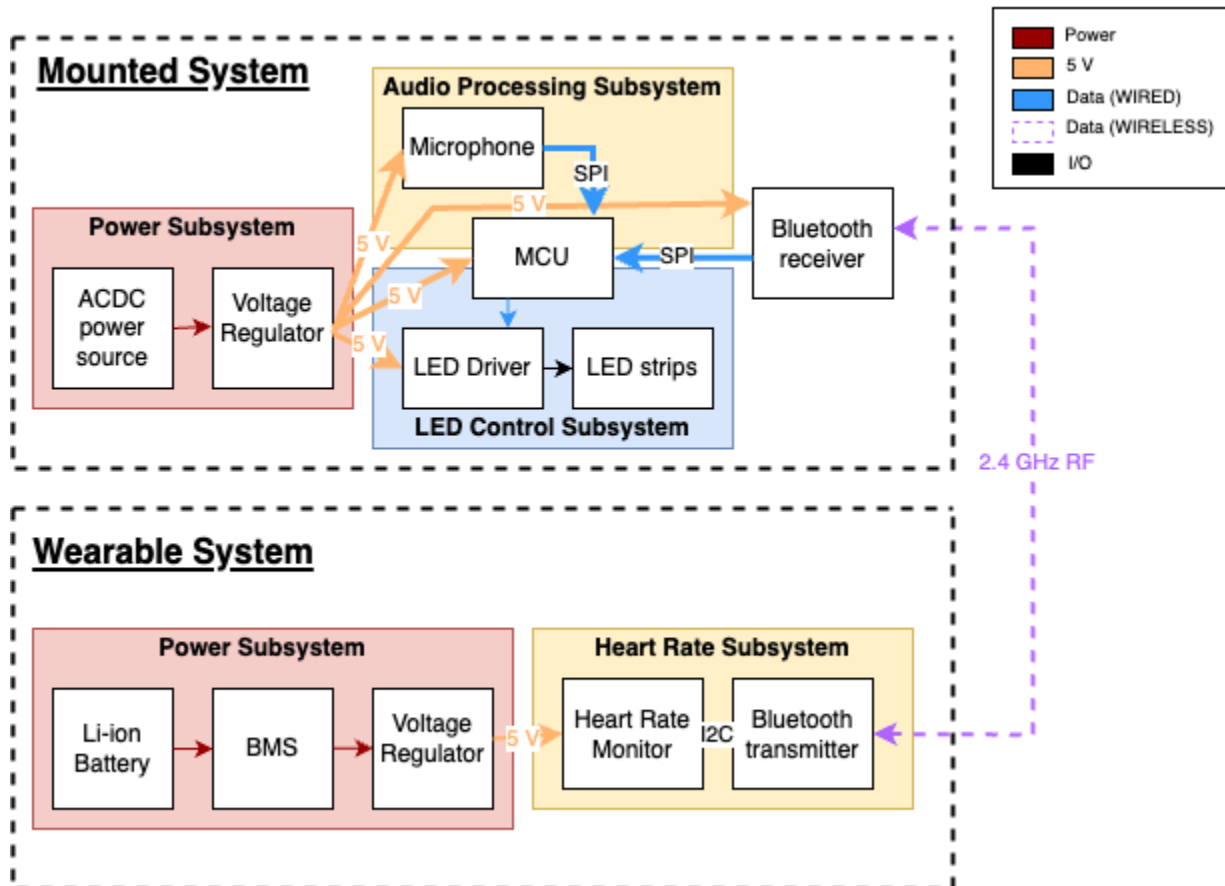 Power
5 V
Data (WIRED)
Data (WIRELESS)
I/O
Mounted System
Audio Processing Subsystem
Microphone
SPI
5 V
Power Subsystem
ACDC
power
source
Voltage
Regulator
5 V
5 V
5 V
MCU
SPI
Bluetooth
receiver
LED Driver
LED strips
LED Control Subsystem
2.4 GHz RF
Wearable System
Power Subsystem
Li-ion
Battery
BMS
Voltage
Regulator
5 V
Heart Rate Subsystem
Heart Rate
Monitor
I2C
Bluetooth
transmitter